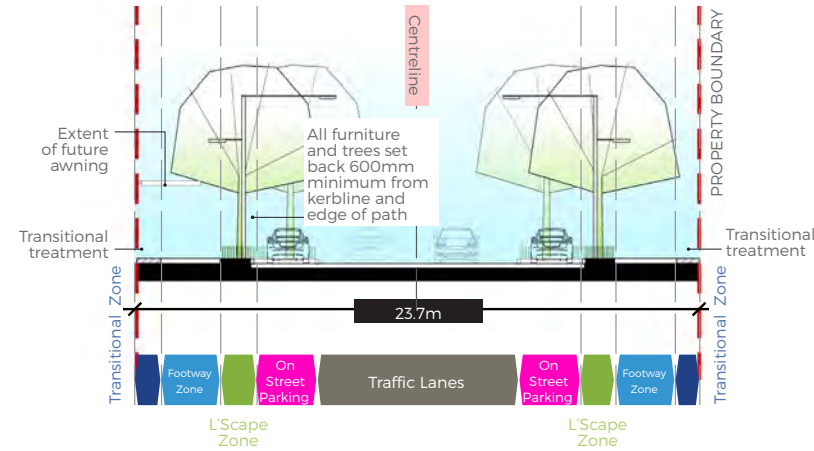 Centreline
PROPERTY BOUNDARY
Extent
of future
awning
All furniture
and trees set
back 600mm
minimum from
kerbline and
edge of path
Transitional
treatment
Transitional
treatment
Transitional Zone
23.7m
Transitional Zone
Footway
Zone
On
Street
Parking
Traffic Lanes
On
Street
Parking
Footway
Zone
L'Scape
Zone
L'Scape
Zone